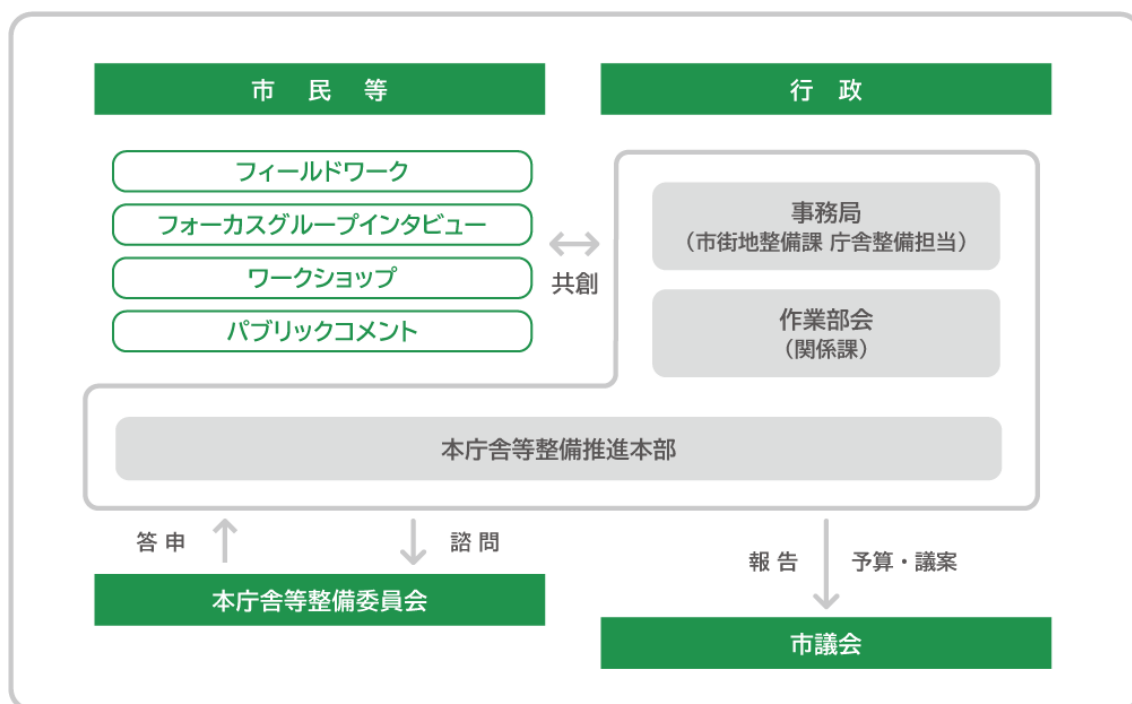 市 民 等
行 政
フィールドワーク
フォーカスグループインタビュー
ワークショップ
パブリックコメント
共創
事務局
（市街地整備課 庁舎整備担当）
作業部会
（関係課）
本庁舎等整備推進本部
答 申
諮 問
報 告
予算・議案
本庁舎等整備委員会
市議会